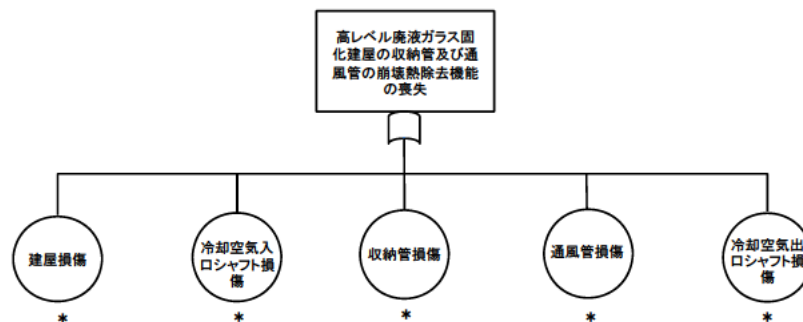 高レベル廃液ガラス固
化建屋の収納管及び通
風管の崩壊熱除去機能
の喪失
建屋損傷
冷却空気入
口シャフト損
傷
収納管損傷
通風管損傷
冷却空気出
口シャフト損
傷
* * * * *